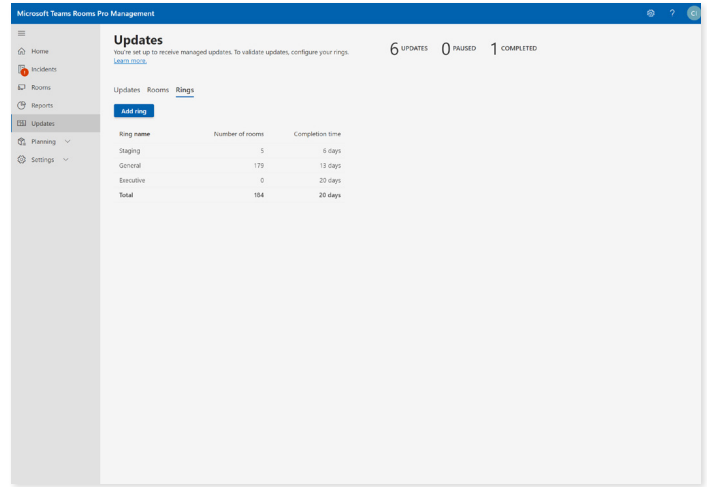 Microsoft Teams Rooms Pro Management
?
CI
Home
Incidents
Rooms
Reports
Updates
Planning
Settings
Updates
You're set up to receive managed updates. To validate updates, configure your rings.
Learn more.
6 UPDATES 0 PAUSED 1 COMPLETED
Updates Rooms Rings
Add ring
Ring name Number of rooms Completion time
Staging 5 6 days
General 179 13 days
Executive 0 20 days
Total 164 20 days